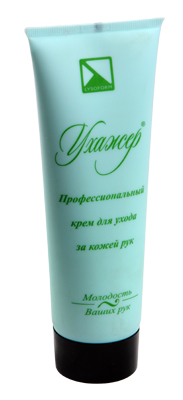 Ухажер®
Профессиональный
крем для ухода
за кожей рук
Молодость
Ваших рук